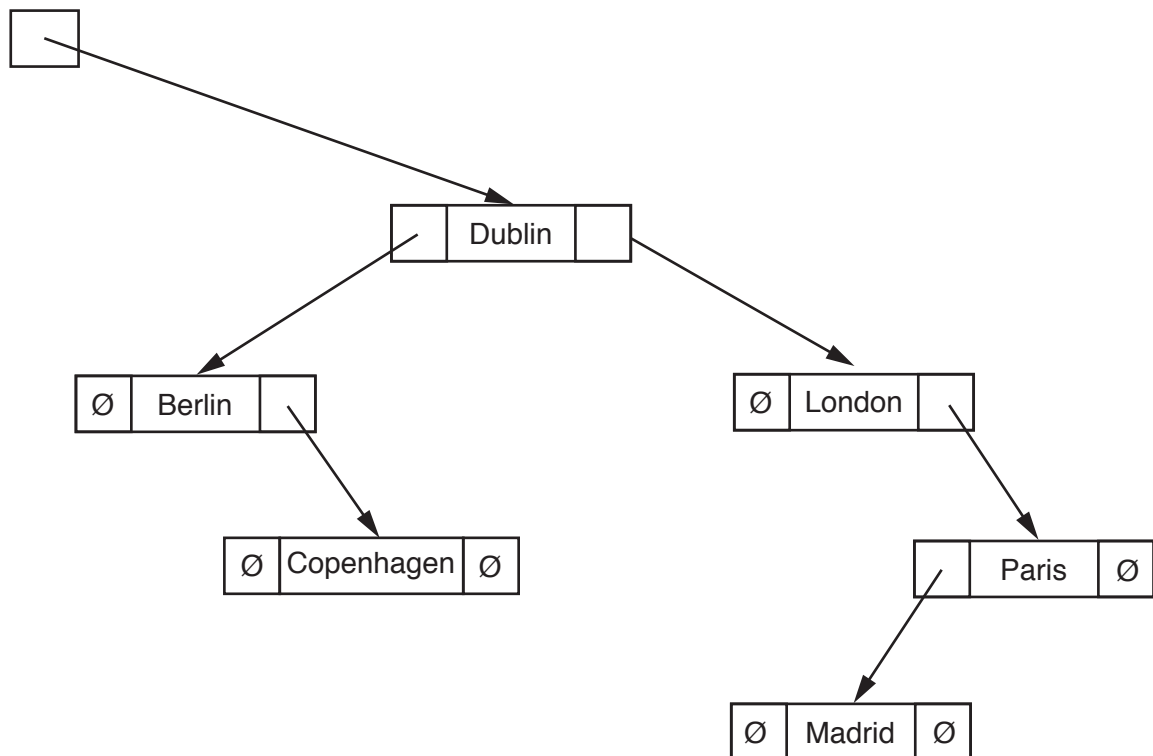 Dublin
Ø Berlin
Ø London
Ø Copenhagen Ø
Paris Ø
Ø Madrid Ø